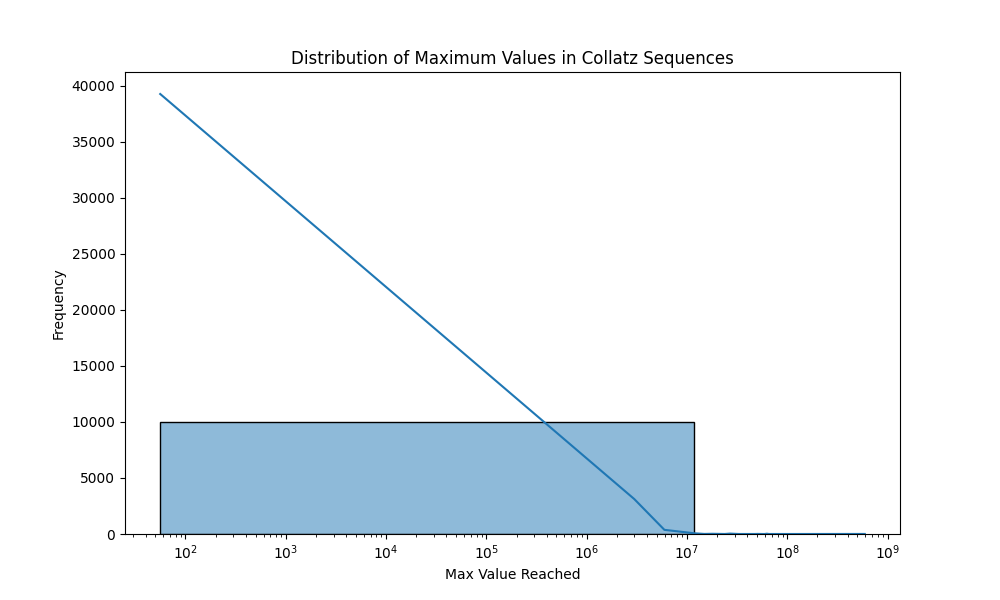 Distribution of Maximum Values in Collatz Sequences
40000
35000
30000
25000
20000
15000
10000
5000
0
Frequency
10² 10³ 10⁴ 10⁵ 10⁶ 10⁷ 10⁸ 10⁹
Max Value Reached